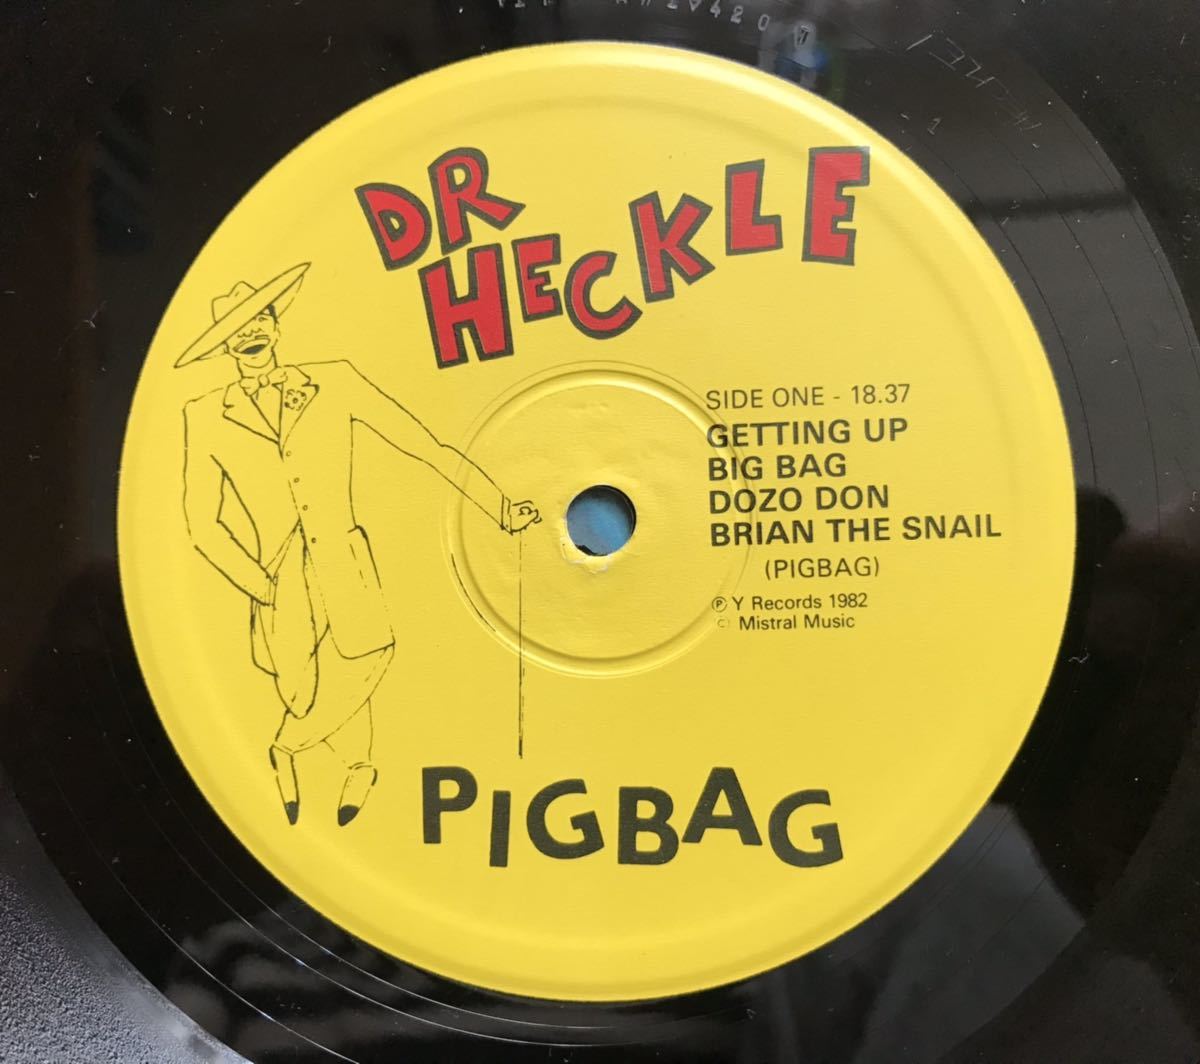 DR
HECKLE
SIDE ONE - 18.37
GETTING UP
BIG BAG
DOZO DON
BRIAN THE SNAIL
(PIGBAG)
Ⓟ Y Records 1982
© Mistral Music
PIGBAG